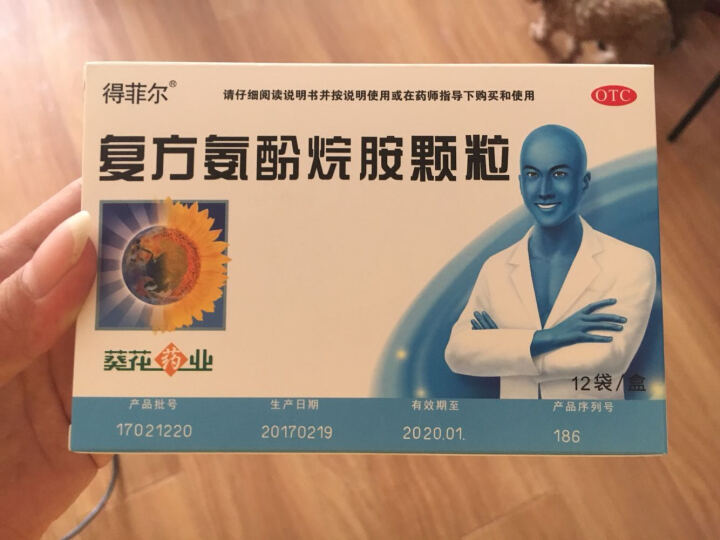 得菲尔®
请仔细阅读说明书并按说明使用或在药师指导下购买和使用
OTC
复方氨酚烷胺颗粒
葵花药业
12袋/盒
产品批号 生产日期 有效期至 产品序列号
17021220 20170219 2020.01. 186